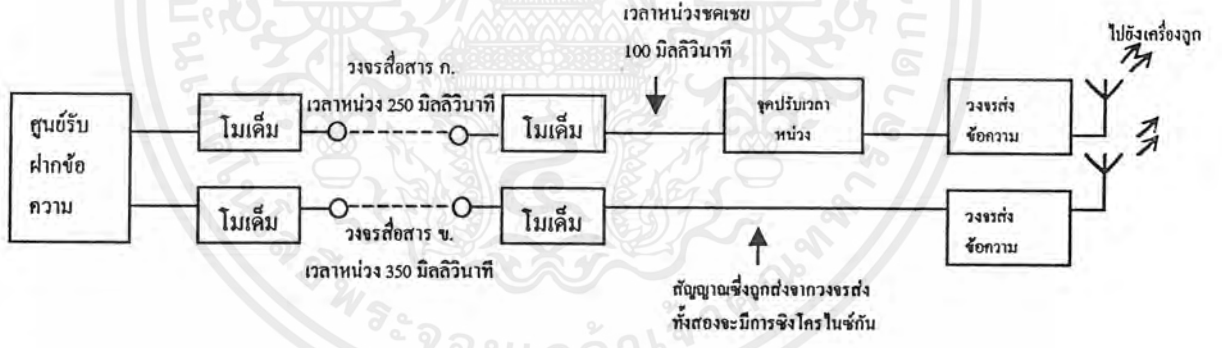 เวลาหน่วงชดเชย
100 มิลลิวินาที
ไปยังเครื่องลูก
วงจรสื่อสาร ก.
เวลาหน่วง 250 มิลลิวินาที
ศูนย์รับ
ฝากข้อ
ความ
โมเด็ม
โมเด็ม
ชุดปรับเวลา
หน่วง
วงจรส่ง
ข้อความ
โมเด็ม
โมเด็ม
วงจรสื่อสาร ข.
เวลาหน่วง 350 มิลลิวินาที
วงจรส่ง
ข้อความ
สัญญาณซึ่งถูกส่งจากวงจรส่ง
ทั้งสองจะมีการซิงโครไนซ์กัน